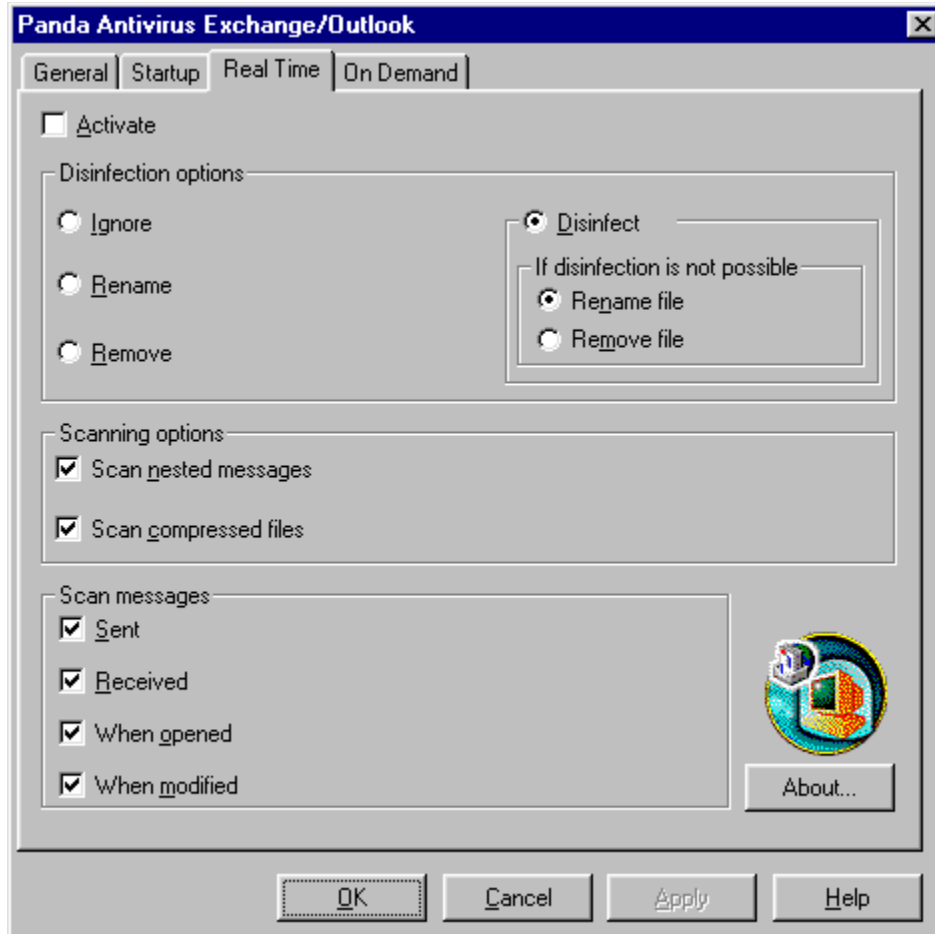 Panda Antivirus Exchange/Outlook
General Startup Real Time On Demand
Activate
Disinfection options
Ignore
Disinfect
If disinfection is not possible
Rename
Rename file
Remove file
Remove
Scanning options
Scan nested messages
Scan compressed files
Scan messages
Sent
Received
When opened
When modified
About...
OK Cancel Apply Help